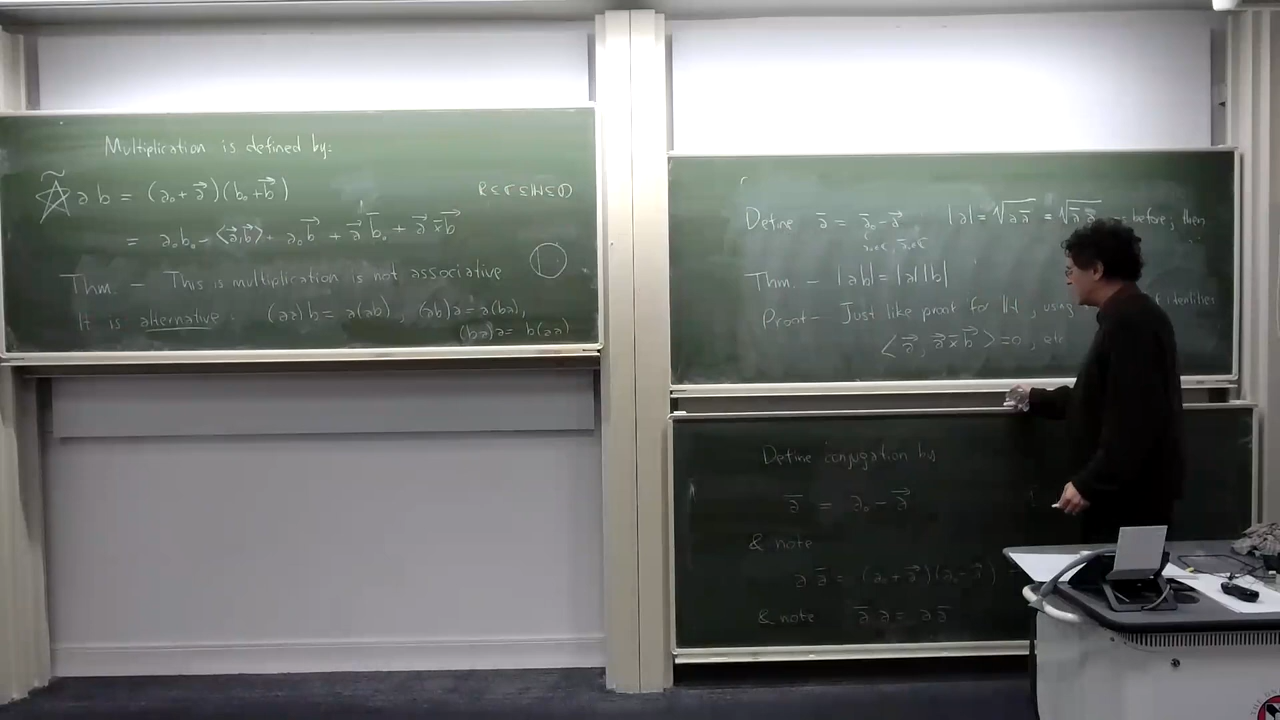 Multiplication is defined by:
ab = (a₀ + a⃗)(b₀ + b⃗)
= a₀b₀ - ⟨a⃗, b⃗⟩ + a₀b⃗ + a⃗b₀ + a⃗ × b⃗
Thm. – This multiplication is not associative
It is alternative: (aa)b = a(ab), (ab)a = a(ba),
(ba)a = b(aa)
Define ā = a₀ - a⃗ |a| = √aā = √āa = before; then
Thm. – |ab| = |a||b|
Proof – Just like proof for ℍ, using identities
⟨a⃗, a⃗ × b⃗⟩ = 0, etc
Define conjugation by
ā = a₀ - a⃗
& note
aā = (a₀ + a⃗)(a₀ - a⃗)
& note āa = aā